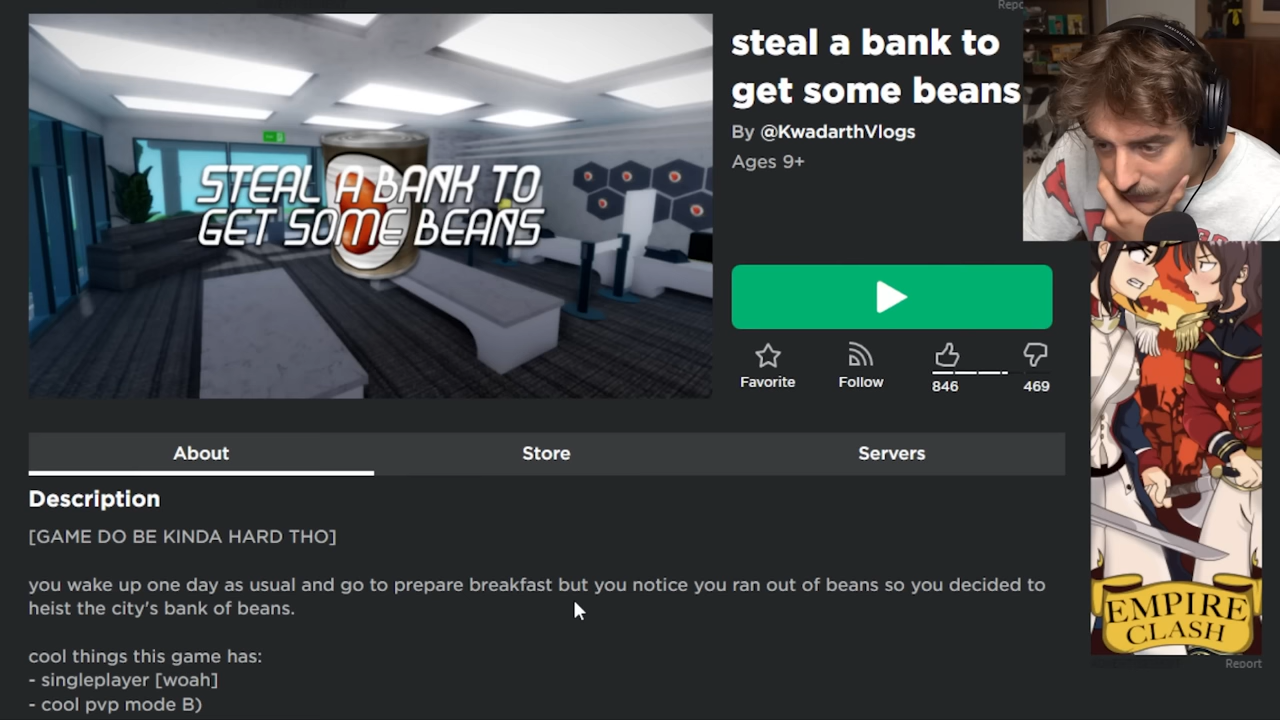 Report
steal a bank to
get some beans
By @KwadarthVlogs
Ages 9+
STEAL A BANK TO
GET SOME BEANS
Favorite
Follow
846
469
About
Store
Servers
Description
[GAME DO BE KINDA HARD THO]
you wake up one day as usual and go to prepare breakfast but you notice you ran out of beans so you decided to
heist the city's bank of beans.
cool things this game has:
- singleplayer [woah]
- cool pvp mode B)
EMPIRE
CLASH
Report